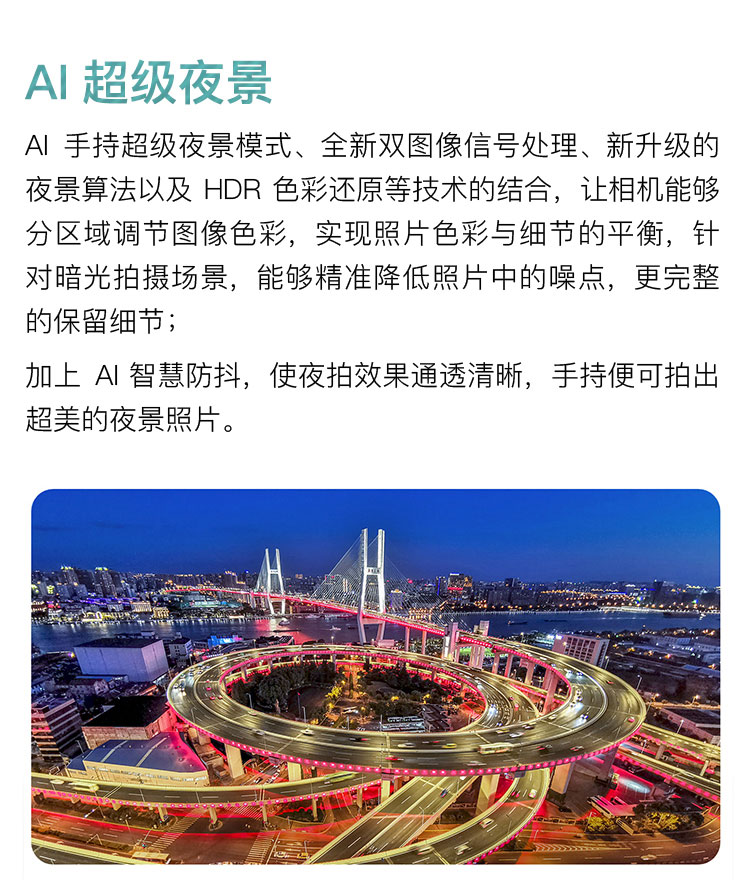 AI 超级夜景
AI 手持超级夜景模式、全新双图像信号处理、新升级的
夜景算法以及 HDR 色彩还原等技术的结合，让相机能够
分区域调节图像色彩，实现照片色彩与细节的平衡，针
对暗光拍摄场景，能够精准降低照片中的噪点，更完整
的保留细节；
加上 AI 智慧防抖，使夜拍效果通透清晰，手持便可拍出
超美的夜景照片。